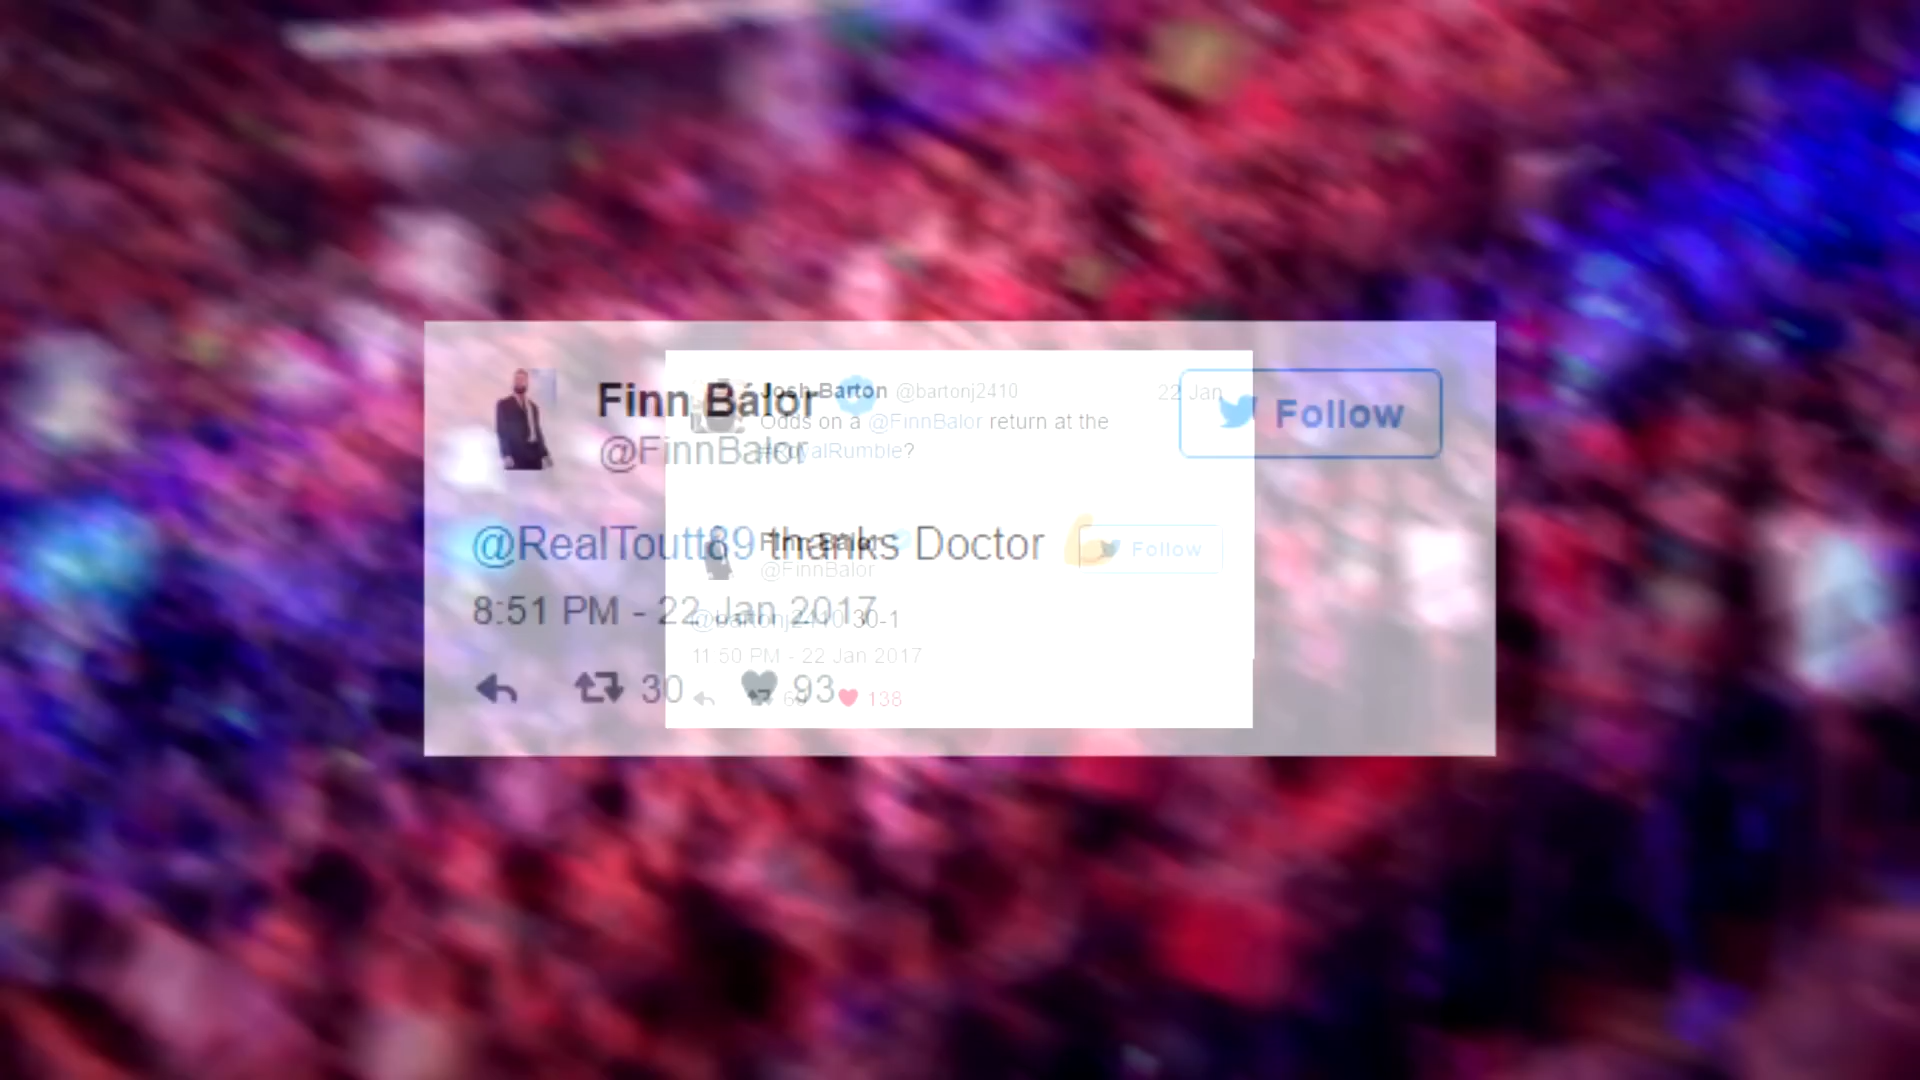 Finn Bálor
@FinnBalor
Follow
@RealToutt89 thanks Doctor
8:51 PM - 22 Jan 2017
30 93
Josh Barton @bartonj2410 22 Jan
Odds on a @FinnBalor return at the
#RoyalRumble?
Finn Bálor
@FinnBalor
Follow
@bartonj2410 30-1
11:50 PM - 22 Jan 2017
138